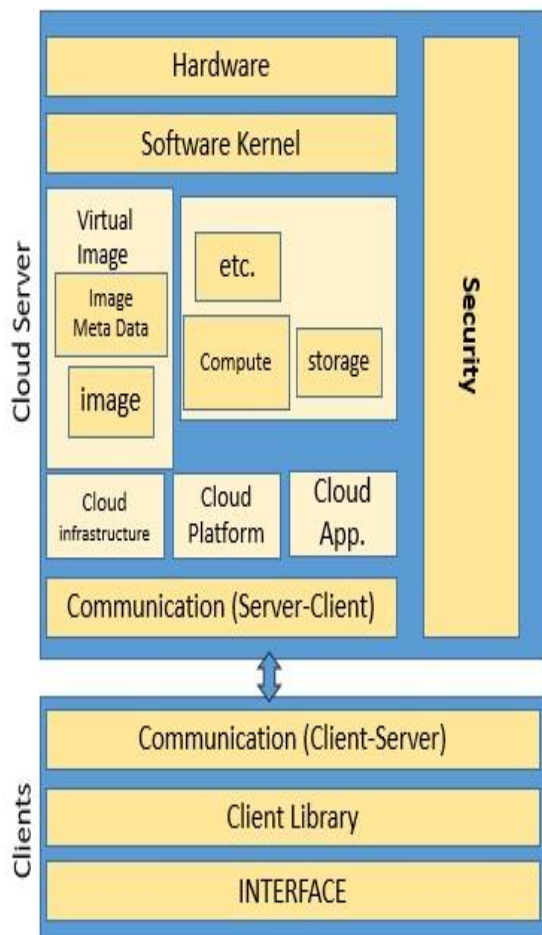 Cloud Server
Hardware
Software Kernel
Virtual
Image
Image
Meta Data
image
etc.
Compute
storage
Cloud
infrastructure
Cloud
Platform
Cloud
App.
Communication (Server-Client)
Security
Clients
Communication (Client-Server)
Client Library
INTERFACE